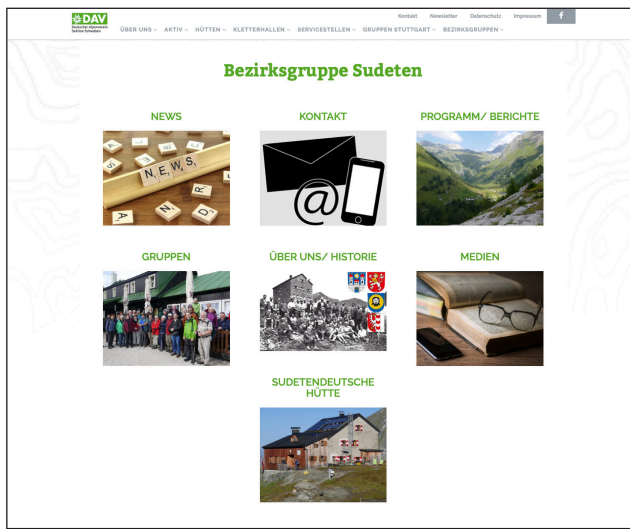 Kontakt Newsletter Datenschutz Impressum f
DAV
Deutscher Alpenverein
Sektion Schwaben
ÜBER UNS AKTIV HÜTTEN KLETTERHALLEN SERVICESTELLEN GRUPPEN STUTTGART BEZIRKSGRUPPEN
Bezirksgruppe Sudeten
NEWS KONTAKT PROGRAMM/ BERICHTE
NEWS
@
GRUPPEN ÜBER UNS/ HISTORIE MEDIEN
SUDETENDEUTSCHE
HÜTTE